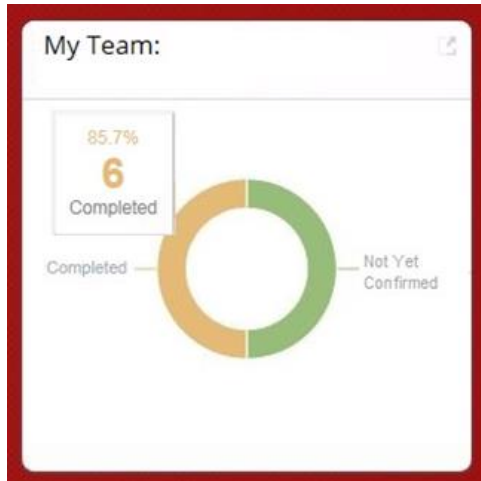 My Team:
85.7%
6
Completed
Completed
Not Yet
Confirmed